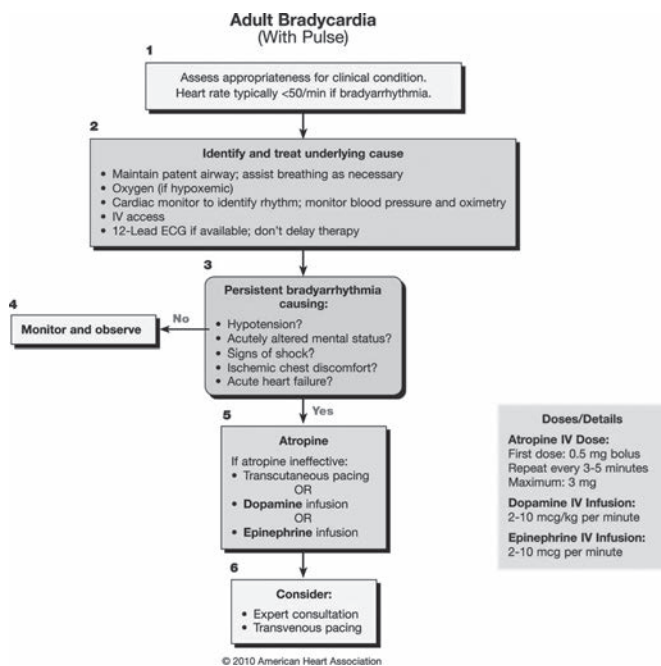 Adult Bradycardia
(With Pulse)
1
Assess appropriateness for clinical condition.
Heart rate typically <50/min if bradyarrhythmia.
2
Identify and treat underlying cause
• Maintain patent airway; assist breathing as necessary
• Oxygen (if hypoxemic)
• Cardiac monitor to identify rhythm; monitor blood pressure and oximetry
• IV access
• 12-Lead ECG if available; don't delay therapy
3
Persistent bradyarrhythmia
causing:
• Hypotension?
• Acutely altered mental status?
• Signs of shock?
• Ischemic chest discomfort?
• Acute heart failure?
No
4
Monitor and observe
Yes
5
Atropine
If atropine ineffective:
• Transcutaneous pacing
OR
• Dopamine infusion
OR
• Epinephrine infusion
6
Consider:
• Expert consultation
• Transvenous pacing
Doses/Details
Atropine IV Dose:
First dose: 0.5 mg bolus
Repeat every 3-5 minutes
Maximum: 3 mg
Dopamine IV Infusion:
2-10 mcg/kg per minute
Epinephrine IV Infusion:
2-10 mcg per minute
© 2010 American Heart Association